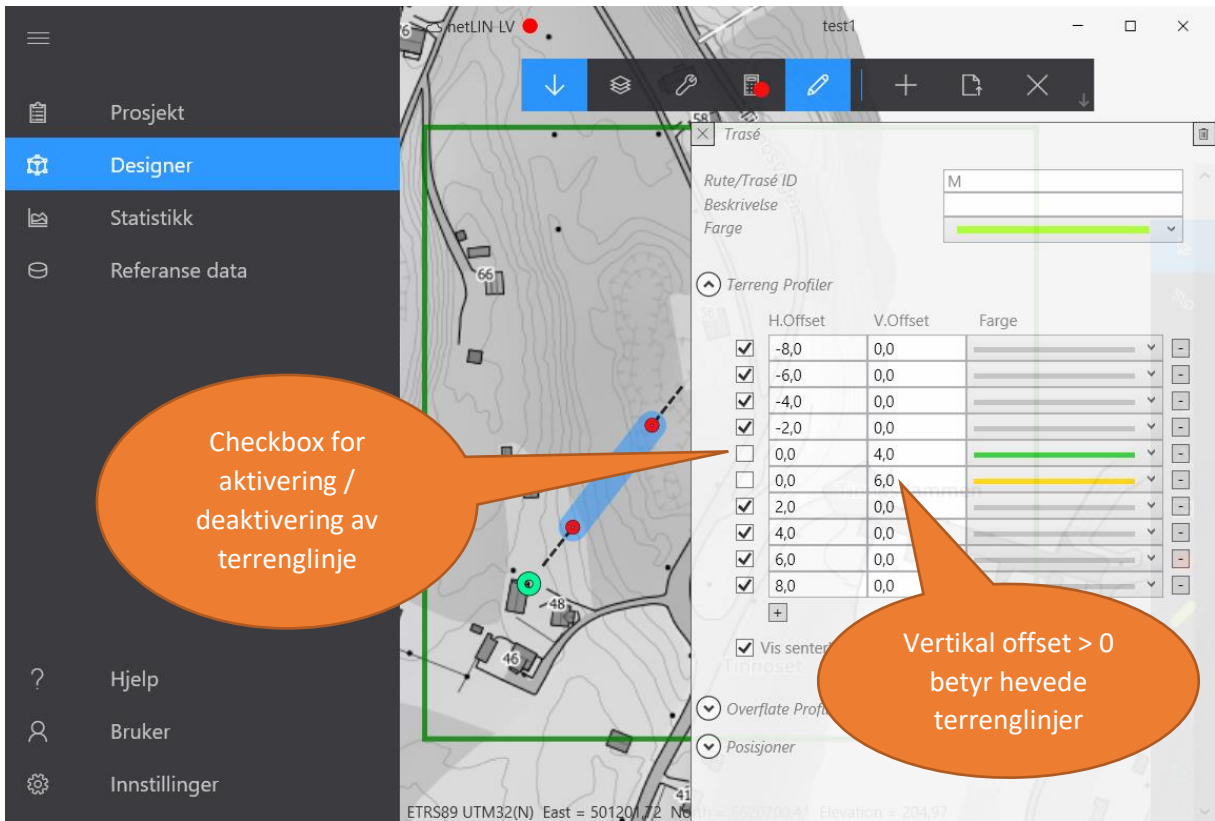 netLIN LV
test1
Prosjekt
Designer
Statistikk
Referanse data
Hjelp
Bruker
Innstillinger
58
66
48
46
41
Trasé
Rute/Trasé ID M
Beskrivelse
Farge
Terreng Profiler
H.Offset V.Offset Farge
-8,0 0,0 -
-6,0 0,0 -
-4,0 0,0 -
-2,0 0,0 -
0,0 4,0 -
0,0 6,0 -
2,0 0,0 -
4,0 0,0 -
6,0 0,0 -
8,0 0,0 -
+
Vis senter
Tinnoset
Overflate Profi
Posisjoner
Checkbox for
aktivering /
deaktivering av
terrenglinje
Vertikal offset > 0
betyr hevede
terrenglinjer
ETRS89 UTM32(N) East = 501201,72 Elevation = 204,97